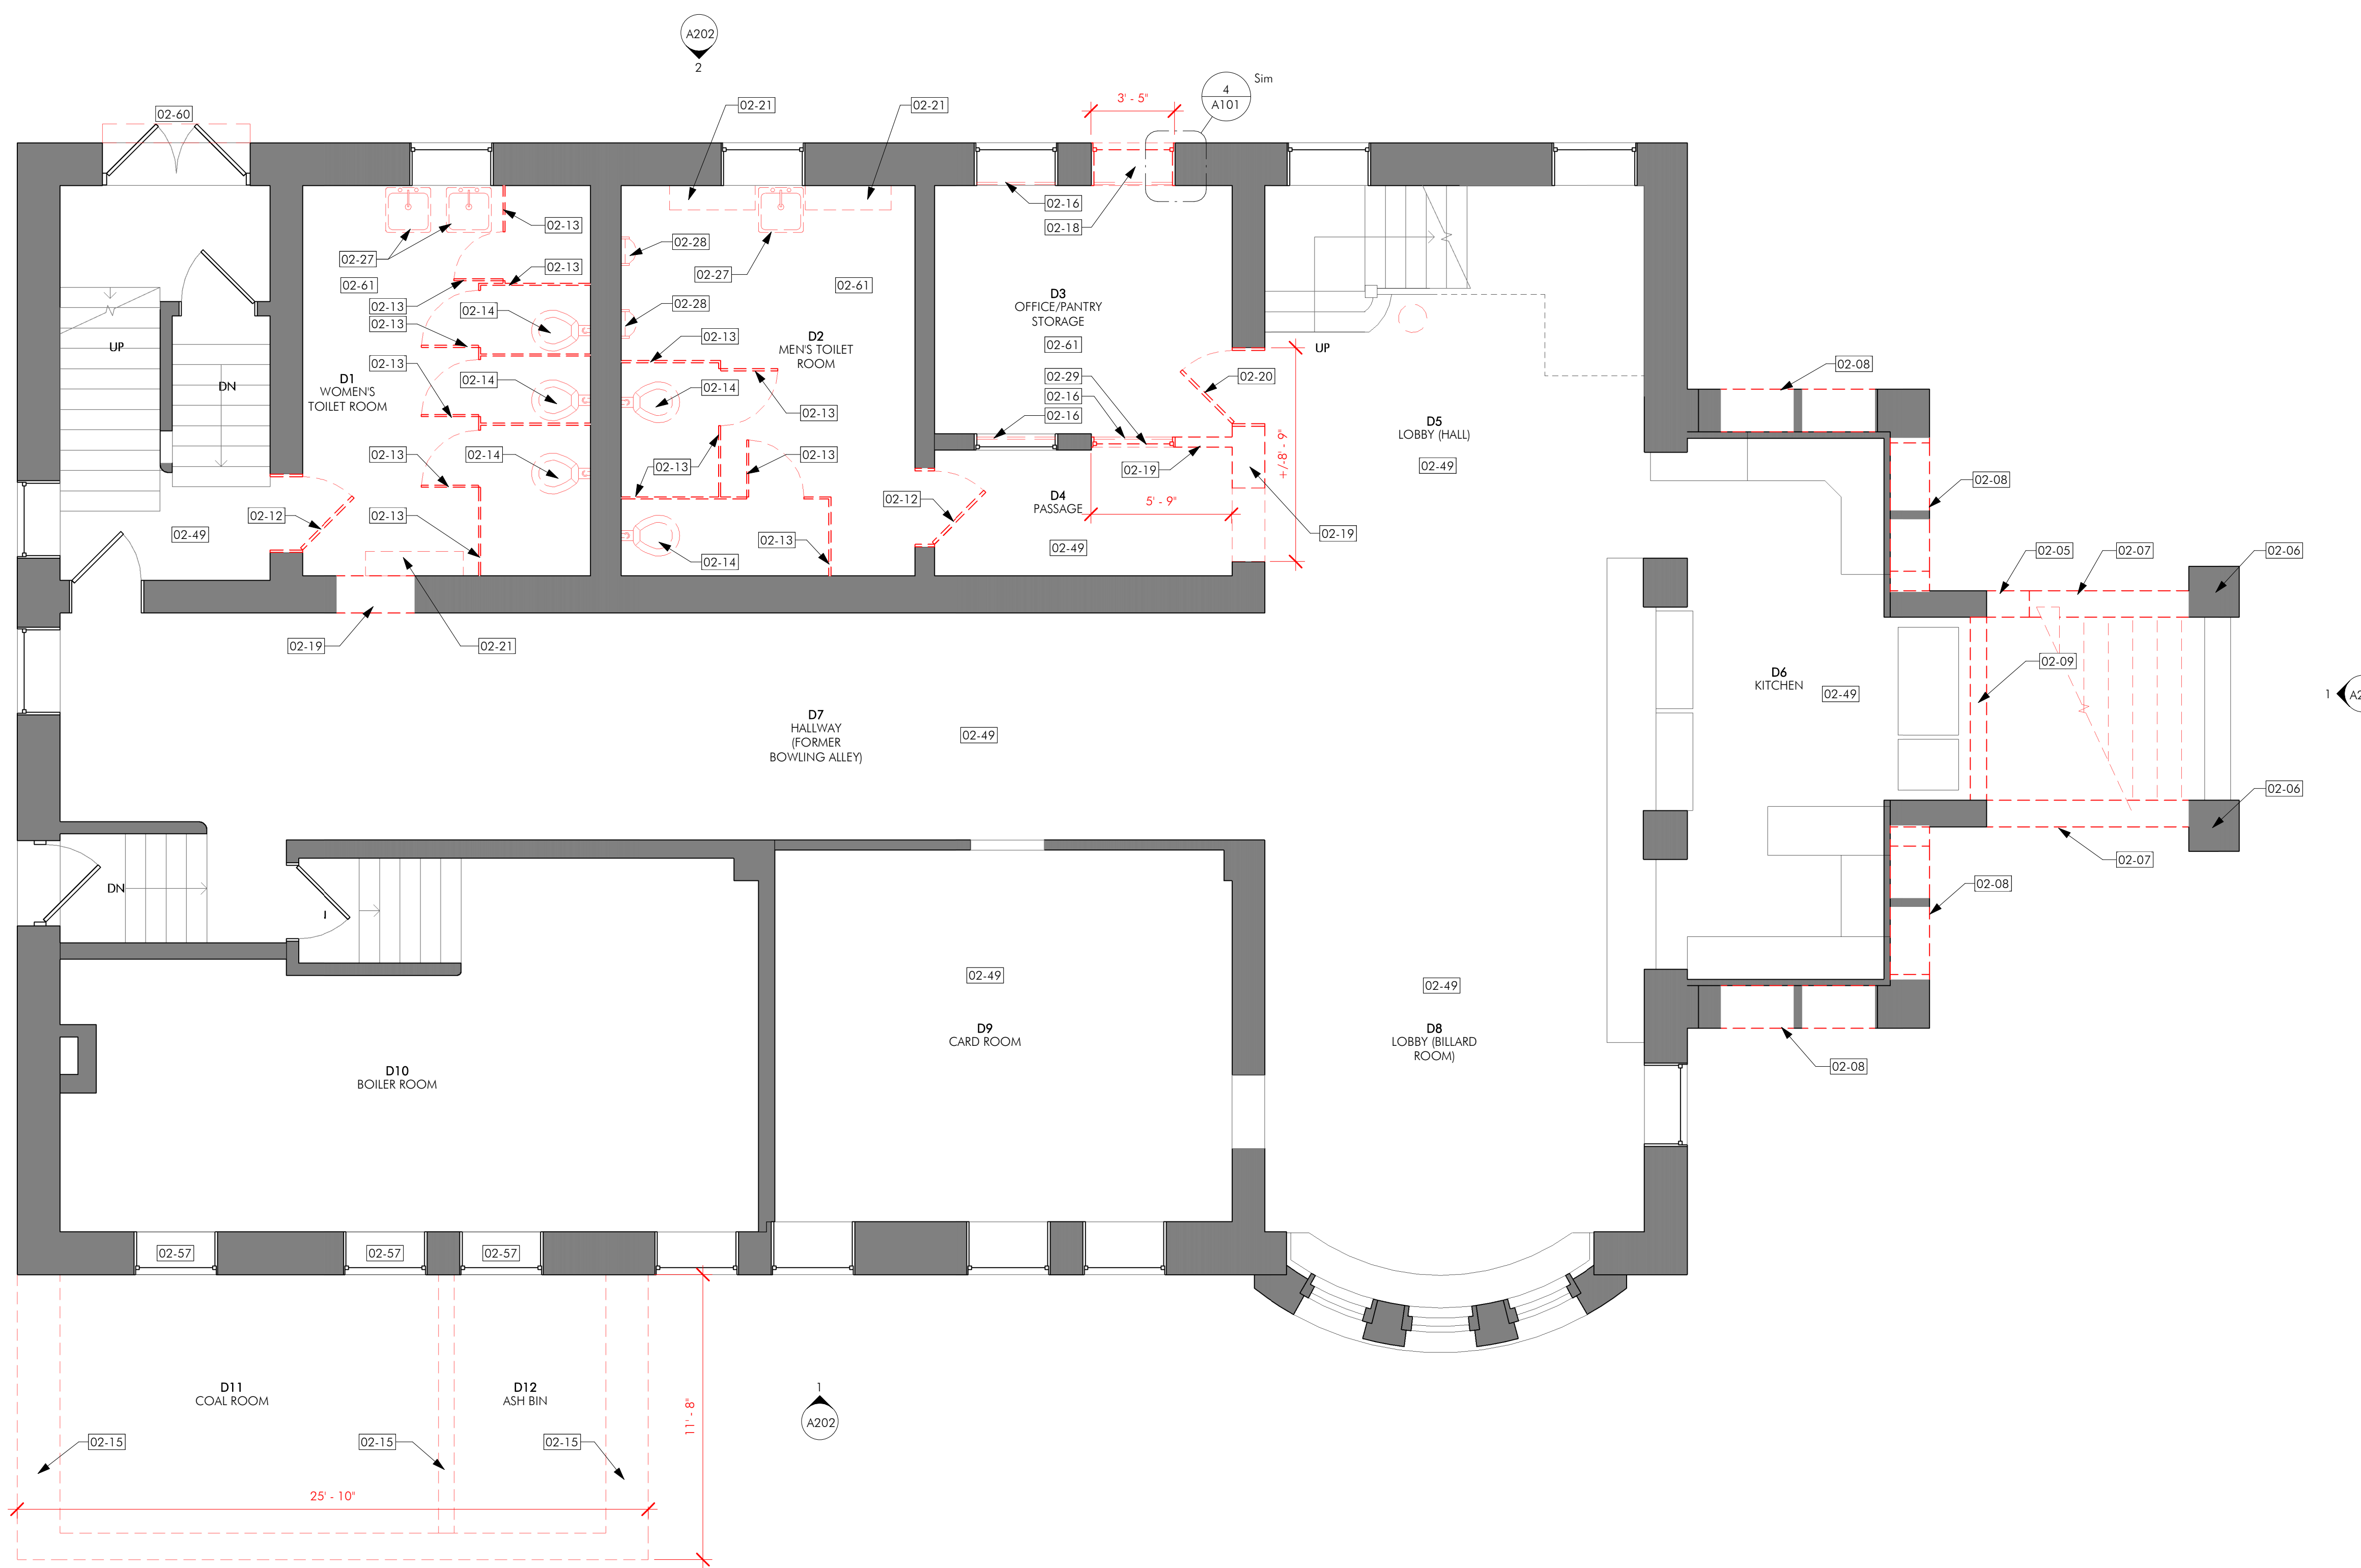 A202
2
4
A101
Sim
3' - 5"
02-60
02-21
02-21
02-16
02-18
02-13
02-28
02-27
02-13
02-27
02-61
02-61
02-13
02-14
02-28
02-13
D3
OFFICE/PANTRY
STORAGE
02-61
UP
D2
MEN'S TOILET
ROOM
02-13
UP
02-13
02-14
02-14
02-29
02-20
02-16
02-16
02-08
DN
D1
WOMEN'S
TOILET ROOM
02-13
D5
LOBBY (HALL)
02-49
+/-8' - 9"
02-13
02-14
02-13
02-13
02-19
02-08
02-12
02-12
D4
PASSAGE
5' - 9"
02-13
02-49
02-13
02-14
02-49
02-19
02-05
02-07
02-06
02-19
02-21
02-09
D6
KITCHEN
02-49
1
D7
HALLWAY
(FORMER
BOWLING ALLEY)
02-49
02-06
02-07
DN
02-08
02-49
02-49
D9
CARD ROOM
D8
LOBBY (BILLARD
ROOM)
02-08
D10
BOILER ROOM
02-57
02-57
02-57
D11
COAL ROOM
D12
ASH BIN
1
A202
11' - 8"
02-15
02-15
02-15
25' - 10"